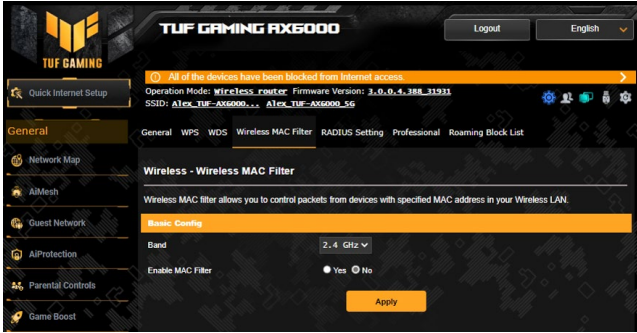 TUF GAMING AX6000
Logout
English
TUF GAMING
All of the devices have been blocked from Internet access.
Quick Internet Setup
Operation Mode: Wireless router Firmware Version: 3.0.0.4.388_31931
SSID: Alex_TUF-AX6000... Alex_TUF-AX6000_5G
General
General WPS WDS Wireless MAC Filter RADIUS Setting Professional Roaming Block List
Network Map
Wireless - Wireless MAC Filter
AiMesh
Wireless MAC filter allows you to control packets from devices with specified MAC address in your Wireless LAN.
Guest Network
Basic Config
Band 2.4 GHz
AiProtection
Enable MAC Filter Yes No
Parental Controls
Apply
Game Boost